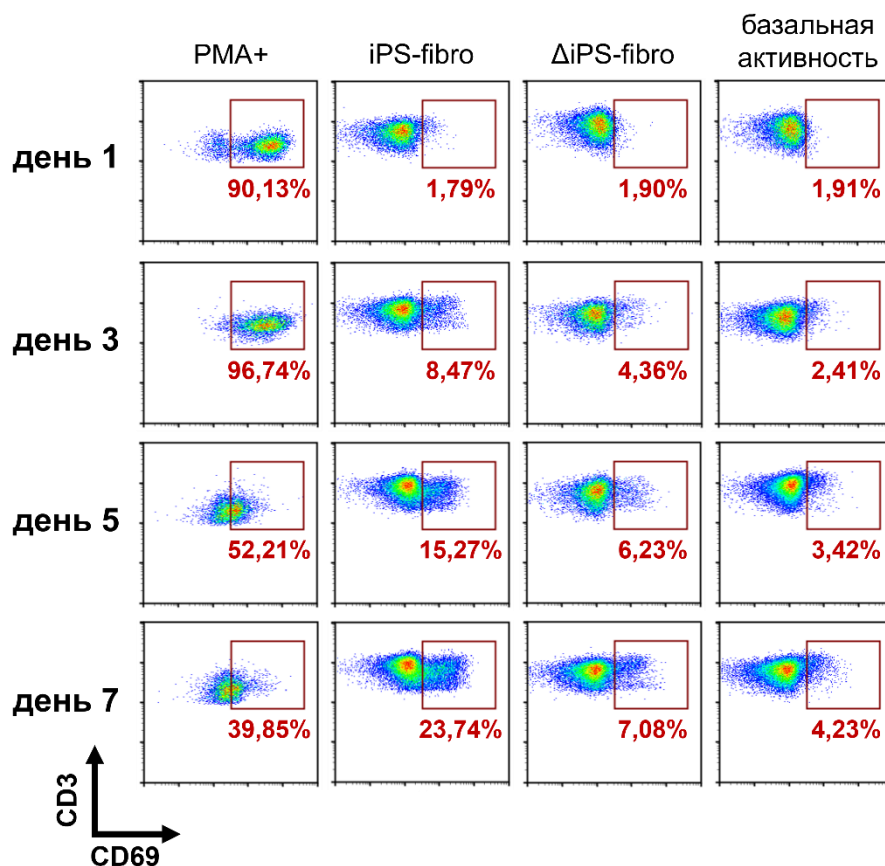 PMA+ iPS-fibro ΔiPS-fibro базальная
активность
день 1
90,13% 1,79% 1,90% 1,91%
день 3
96,74% 8,47% 4,36% 2,41%
день 5
52,21% 15,27% 6,23% 3,42%
день 7
39,85% 23,74% 7,08% 4,23%
CD3
CD69